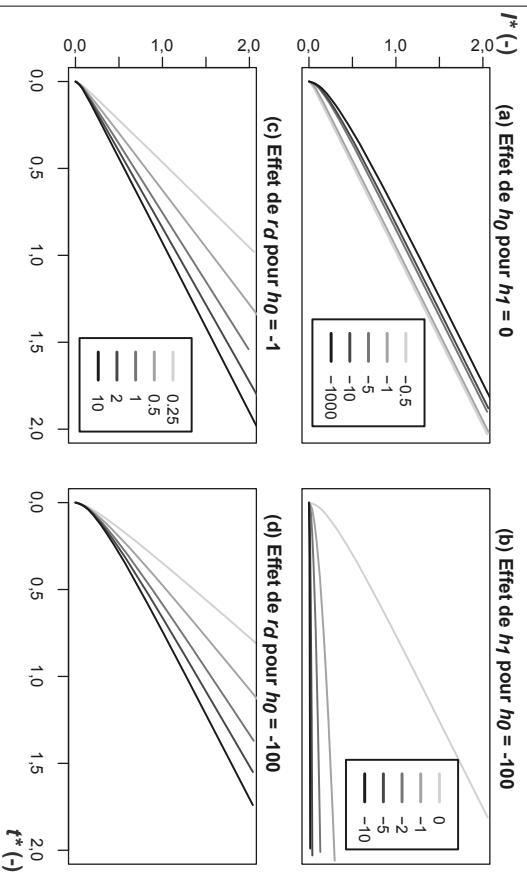 I* (-)
(a) Effet de h0 pour h1 = 0
2,0
1,0
0,0
−0.5
−1
−5
−10
−1000
(b) Effet de h1 pour h0 = -100
0
−1
−2
−5
−10
(c) Effet de rd pour h0 = -1
2,0
1,0
0,0
0.25
0.5
1
2
10
0,0 0,5 1,0 1,5 2,0
(d) Effet de rd pour h0 = -100
0,0 0,5 1,0 1,5 2,0
t* (-)